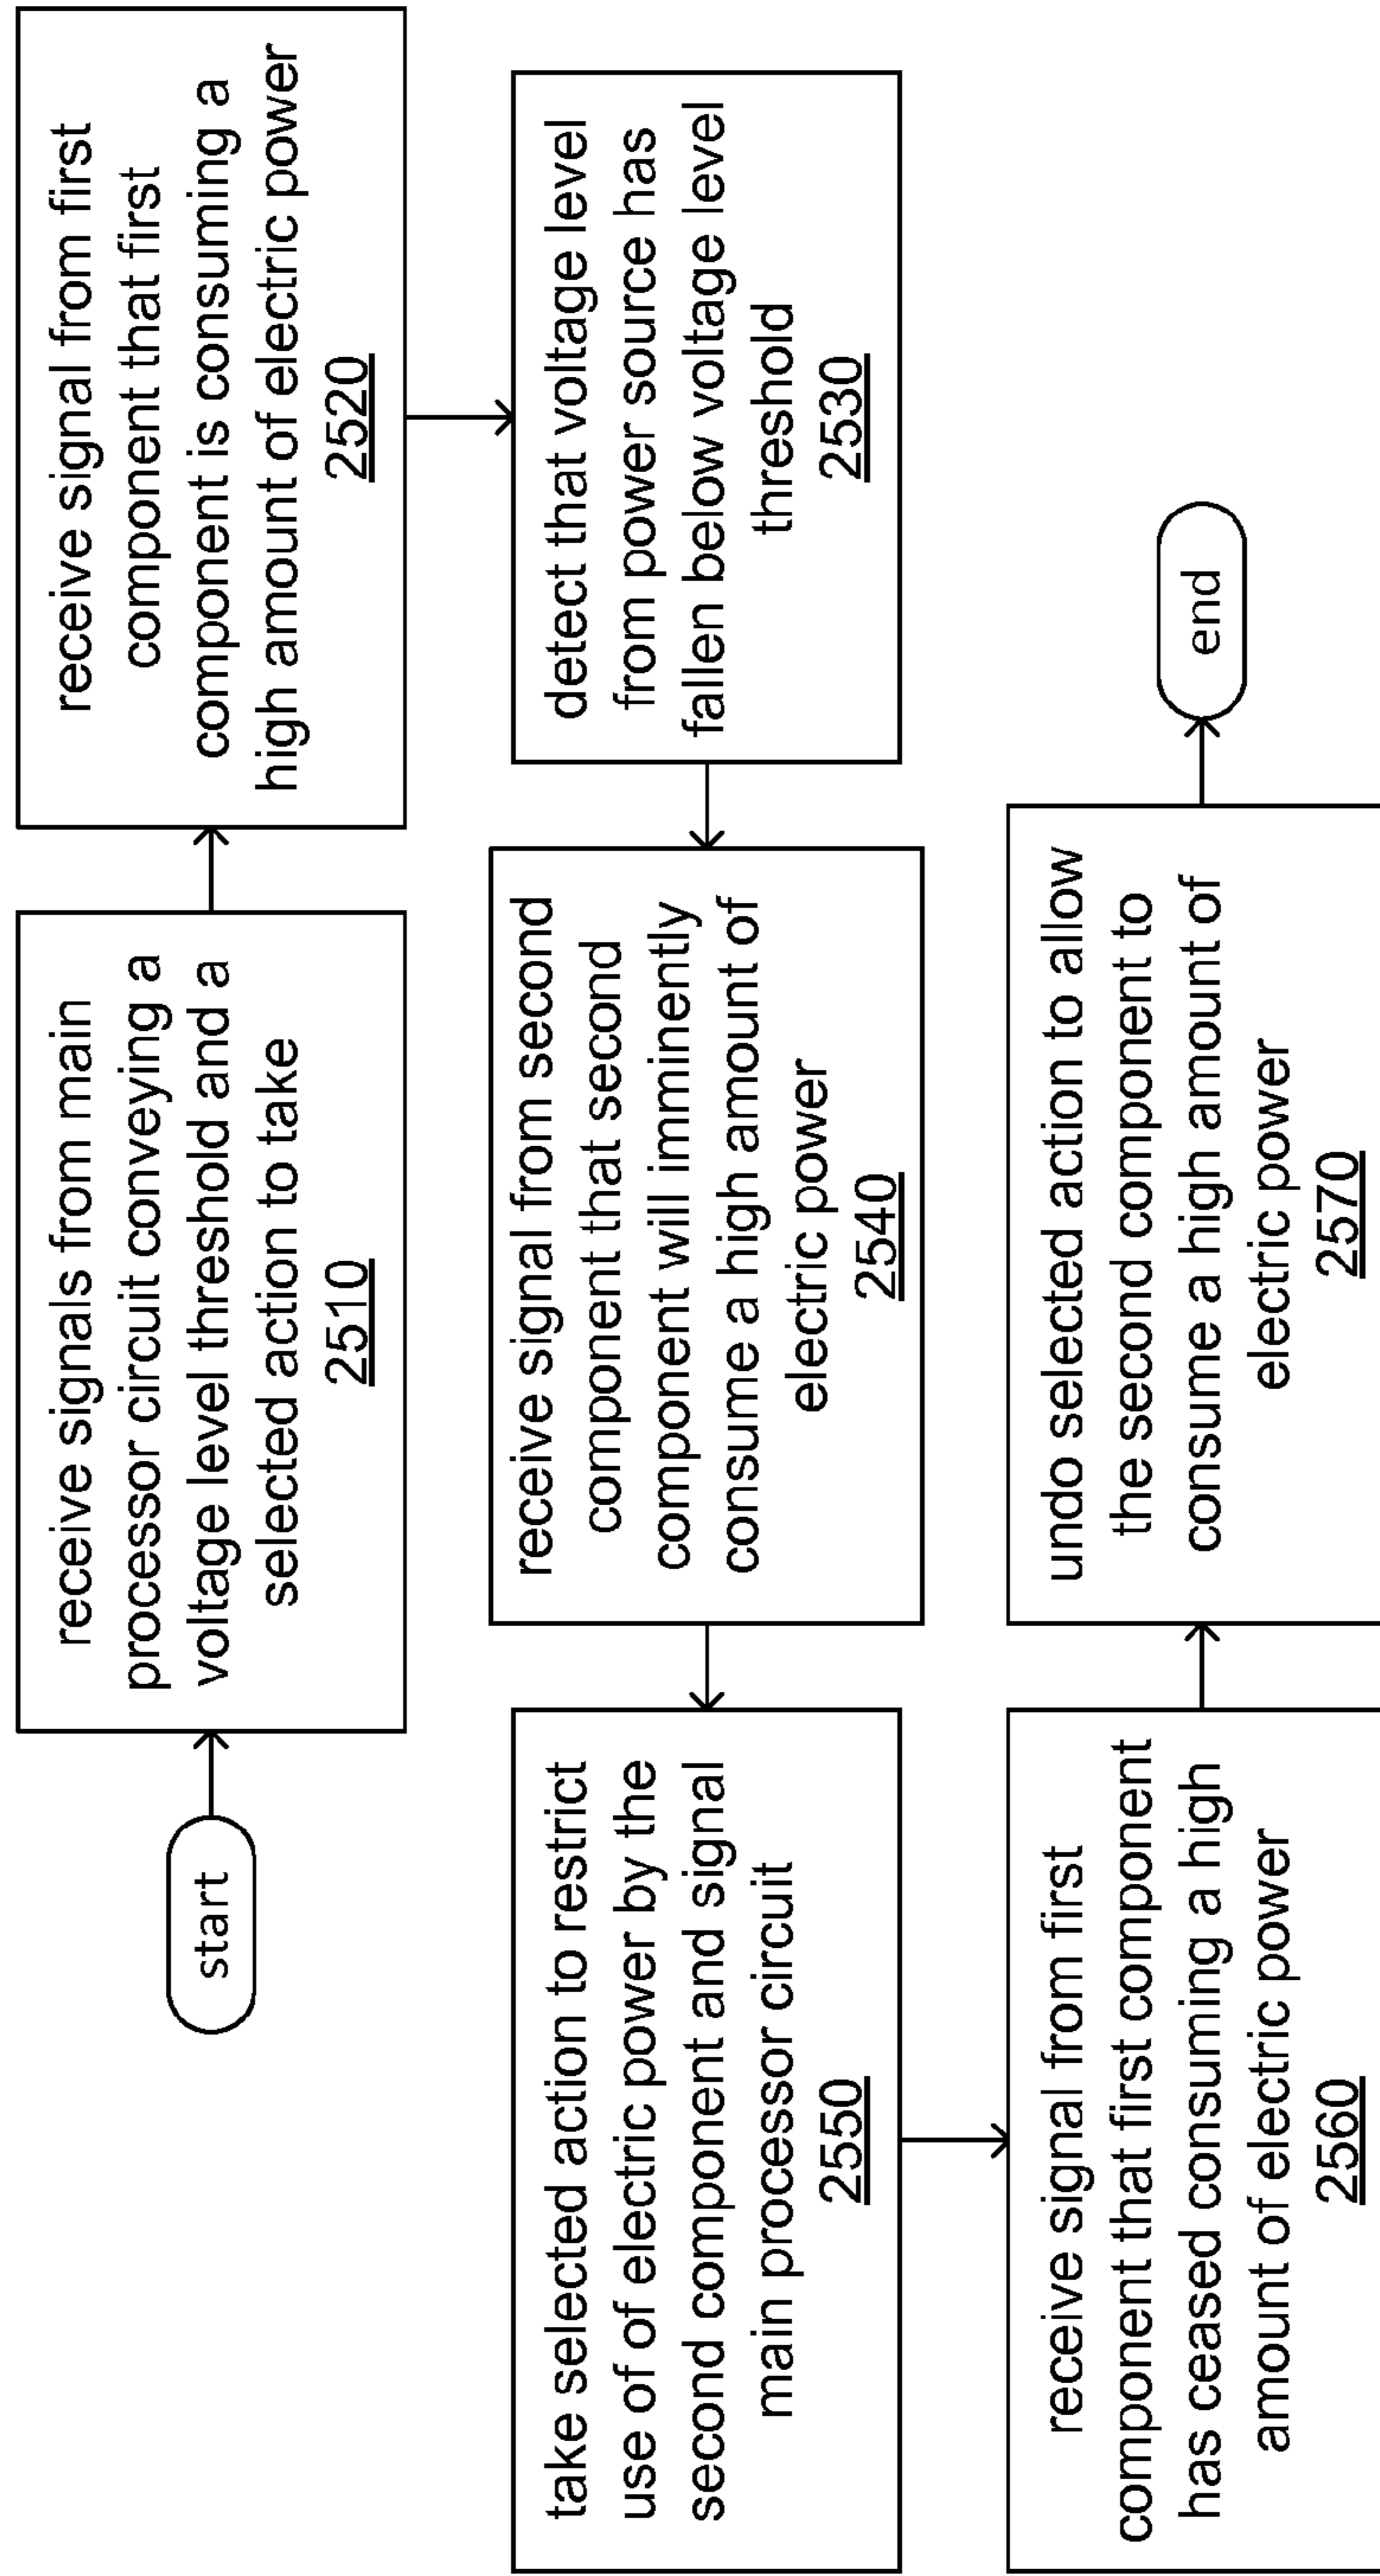 start
receive signals from main
processor circuit conveying a
voltage level threshold and a
selected action to take
2510
receive signal from first
component that first
component is consuming a
high amount of electric power
2520
detect that voltage level
from power source has
fallen below voltage level
threshold
2530
receive signal from second
component that second
component will imminently
consume a high amount of
electric power
2540
take selected action to restrict
use of electric power by the
second component and signal
main processor circuit
2550
receive signal from first
component that first component
has ceased consuming a high
amount of electric power
2560
undo selected action to allow
the second component to
consume a high amount of
electric power
2570
end